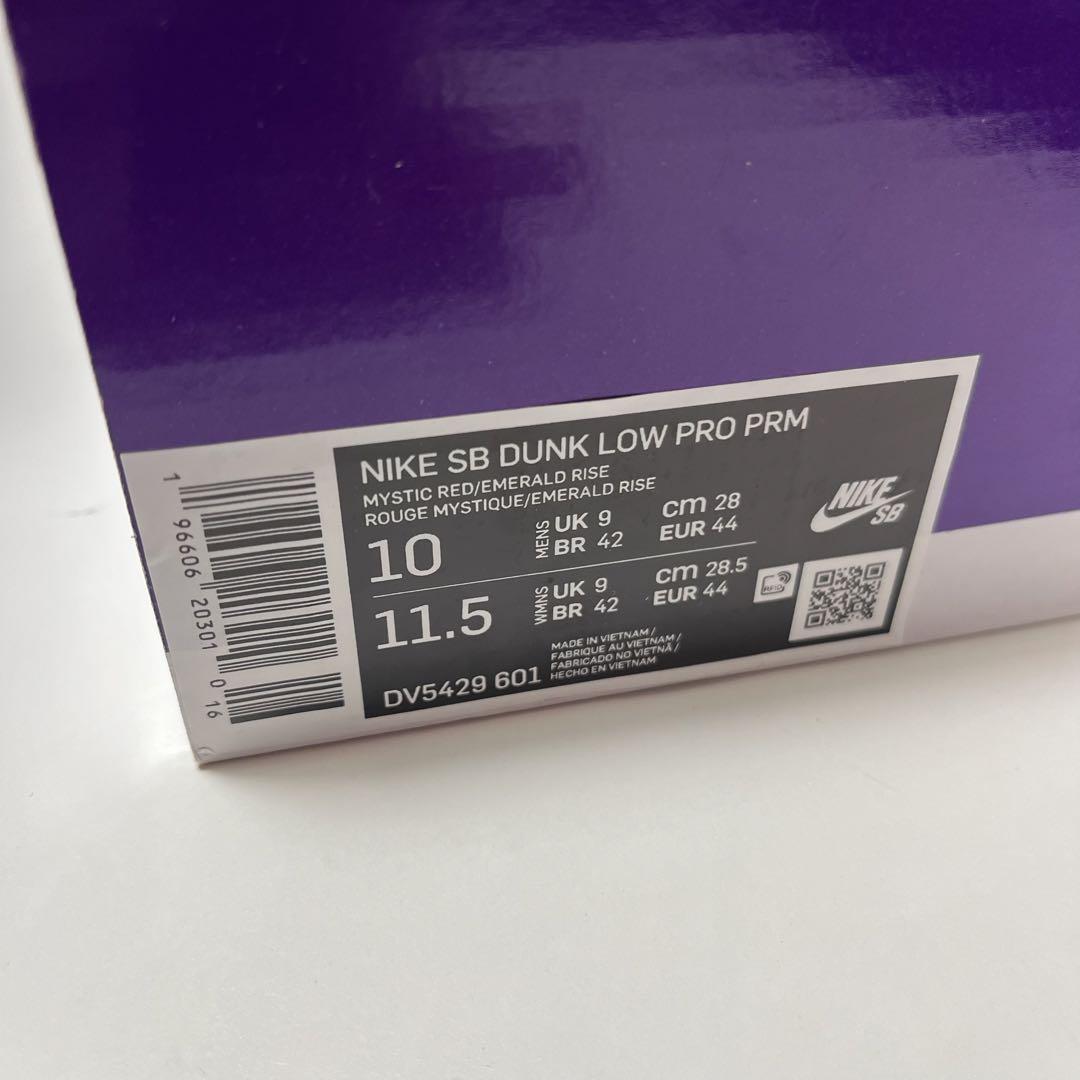 NIKE SB DUNK LOW PRO PRM
MYSTIC RED/EMERALD RISE
ROUGE MYSTIQUE/EMERALD RISE
10 MENS UK 9 cm 28
BR 42 EUR 44
11.5 WMNS UK 9 cm 28.5
BR 42 EUR 44
RFID
NIKE
SB
DV5429 601
MADE IN VIETNAM /
FABRIQUE AU VIETNAM /
FABRICADO NO VIETNÃ /
HECHO EN VIETNAM
1 96606 20301 0 16